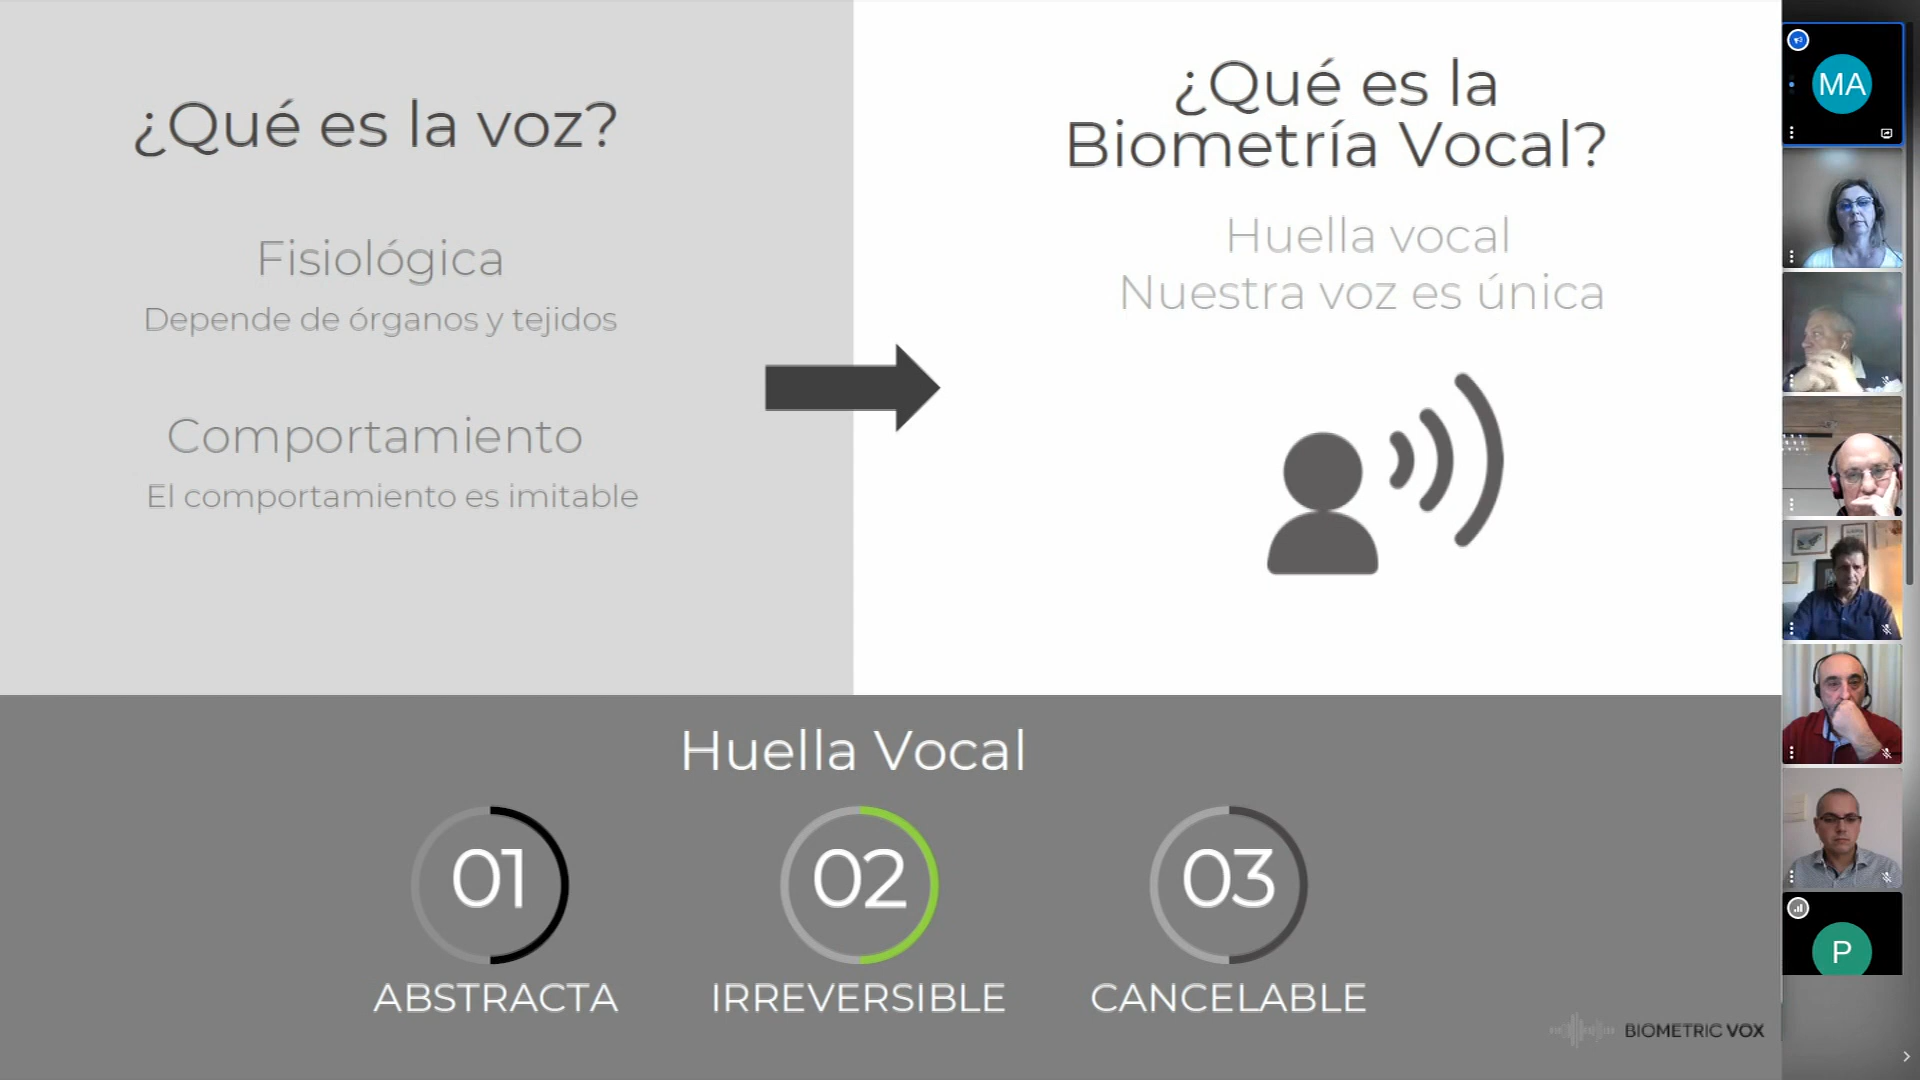 ¿Qué es la voz?
Fisiológica
Depende de órganos y tejidos
Comportamiento
El comportamiento es imitable
¿Qué es la
Biometría Vocal?
Huella vocal
Nuestra voz es única
Huella Vocal
01
ABSTRACTA
02
IRREVERSIBLE
03
CANCELABLE
BIOMETRIC VOX
MA
P